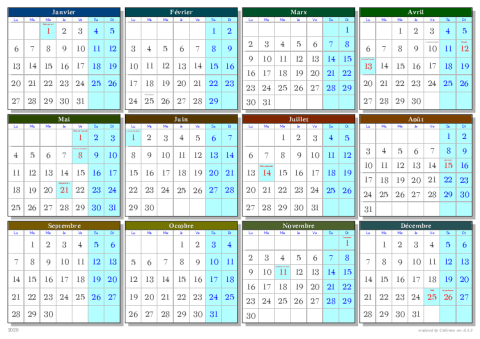 Janvier
Lu Ma Me Je Ve Sa Di
1 2 3 4 5
6 7 8 9 10 11 12
13 14 15 16 17 18 19
20 21 22 23 24 25 26
27 28 29 30 31
Février
Lu Ma Me Je Ve Sa Di
1 2
3 4 5 6 7 8 9
10 11 12 13 14 15 16
17 18 19 20 21 22 23
24 25 26 27 28 29
Mars
Lu Ma Me Je Ve Sa Di
1
2 3 4 5 6 7 8
9 10 11 12 13 14 15
16 17 18 19 20 21 22
23 24 25 26 27 28 29
30 31
Avril
Lu Ma Me Je Ve Sa Di
1 2 3 4 5
6 7 8 9 10 11 12
13 14 15 16 17 18 19
20 21 22 23 24 25 26
27 28 29 30
Mai
Lu Ma Me Je Ve Sa Di
1 2 3
4 5 6 7 8 9 10
11 12 13 14 15 16 17
18 19 20 21 22 23 24
25 26 27 28 29 30 31
Juin
Lu Ma Me Je Ve Sa Di
1 2 3 4 5 6 7
8 9 10 11 12 13 14
15 16 17 18 19 20 21
22 23 24 25 26 27 28
29 30
Juillet
Lu Ma Me Je Ve Sa Di
1 2 3 4 5
6 7 8 9 10 11 12
13 14 15 16 17 18 19
20 21 22 23 24 25 26
27 28 29 30 31
Août
Lu Ma Me Je Ve Sa Di
1 2
3 4 5 6 7 8 9
10 11 12 13 14 15 16
17 18 19 20 21 22 23
24 25 26 27 28 29 30
31
Septembre
Lu Ma Me Je Ve Sa Di
1 2 3 4 5 6
7 8 9 10 11 12 13
14 15 16 17 18 19 20
21 22 23 24 25 26 27
28 29 30
Octobre
Lu Ma Me Je Ve Sa Di
1 2 3 4
5 6 7 8 9 10 11
12 13 14 15 16 17 18
19 20 21 22 23 24 25
26 27 28 29 30 31
Novembre
Lu Ma Me Je Ve Sa Di
1
2 3 4 5 6 7 8
9 10 11 12 13 14 15
16 17 18 19 20 21 22
23 24 25 26 27 28 29
30
Décembre
Lu Ma Me Je Ve Sa Di
1 2 3 4 5 6
7 8 9 10 11 12 13
14 15 16 17 18 19 20
21 22 23 24 25 26 27
28 29 30 31
2020